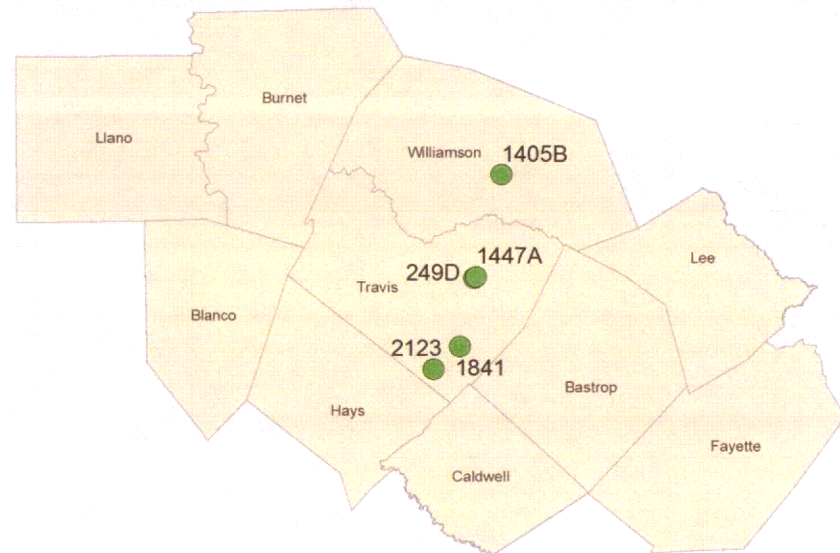 Burnet
Llano
Williamson
1405B
Lee
1447A
249D
Travis
Blanco
2123
1841
Bastrop
Hays
Fayette
Caldwell